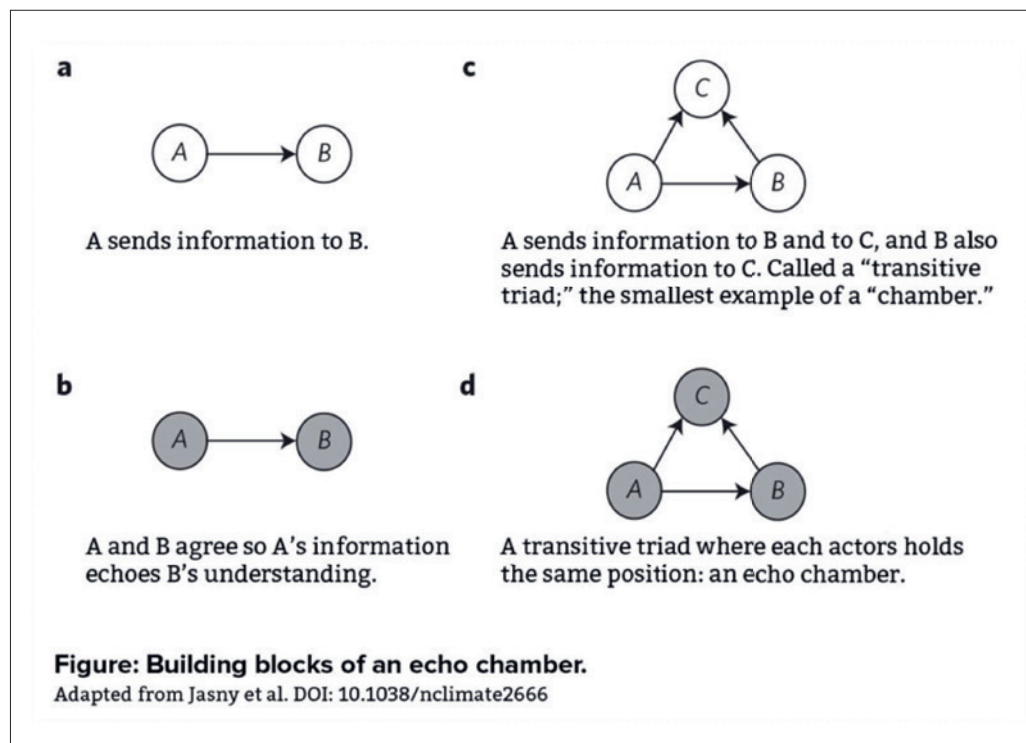 a
A
B
A sends information to B.
c
C
A
B
A sends information to B and to C, and B also
sends information to C. Called a “transitive
triad;” the smallest example of a “chamber.”
b
A
B
A and B agree so A’s information
echoes B’s understanding.
d
C
A
B
A transitive triad where each actors holds
the same position: an echo chamber.
Figure: Building blocks of an echo chamber.
Adapted from Jasny et al. DOI: 10.1038/nclimate2666